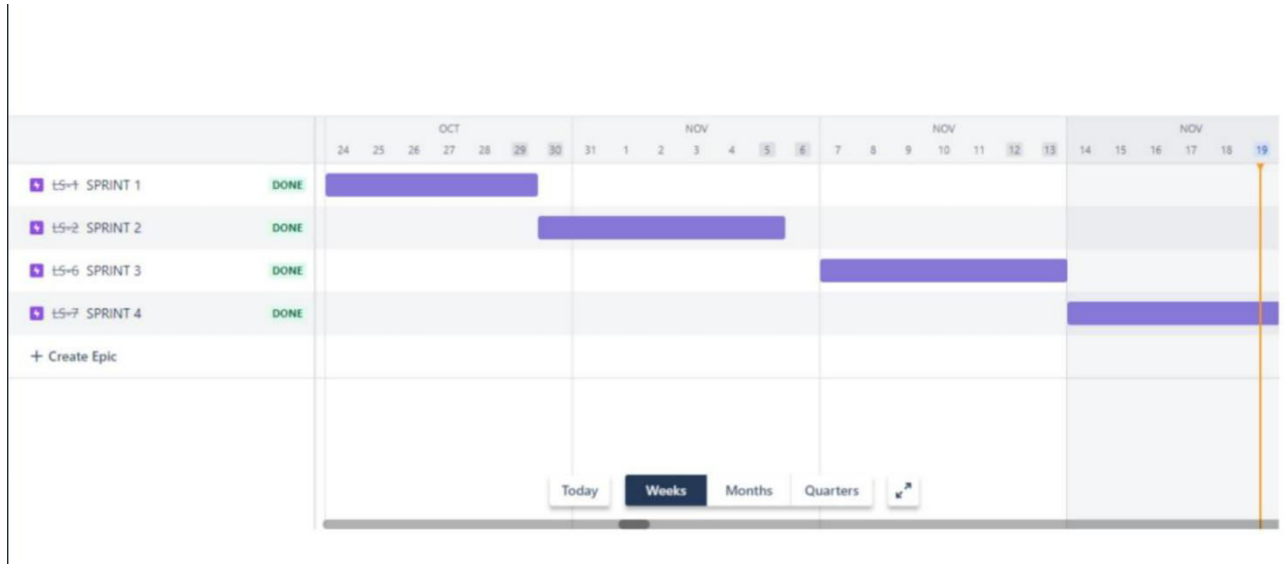 OCT NOV NOV NOV
24 25 26 27 28 29 30 31 1 2 3 4 5 6 7 8 9 10 11 12 13 14 15 16 17 18 19
LS-1 SPRINT 1 DONE
LS-2 SPRINT 2 DONE
LS-6 SPRINT 3 DONE
LS-7 SPRINT 4 DONE
+ Create Epic
Today Weeks Months Quarters